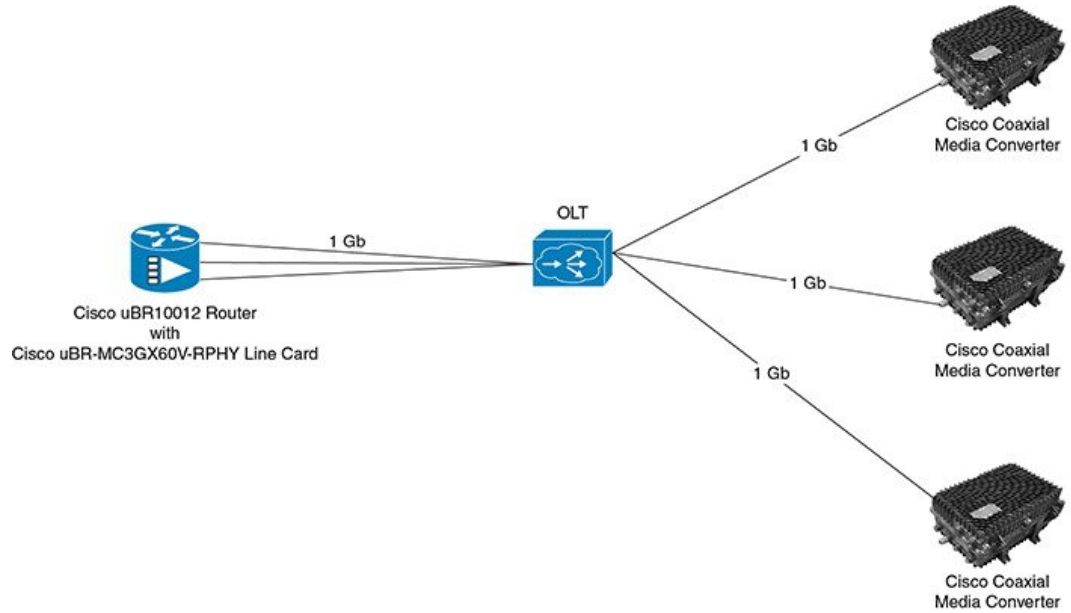 Cisco Coaxial
Media Converter
1 Gb
OLT
1 Gb
1 Gb
Cisco uBR10012 Router
with
Cisco uBR-MC3GX60V-RPHY Line Card
Cisco Coaxial
Media Converter
1 Gb
Cisco Coaxial
Media Converter